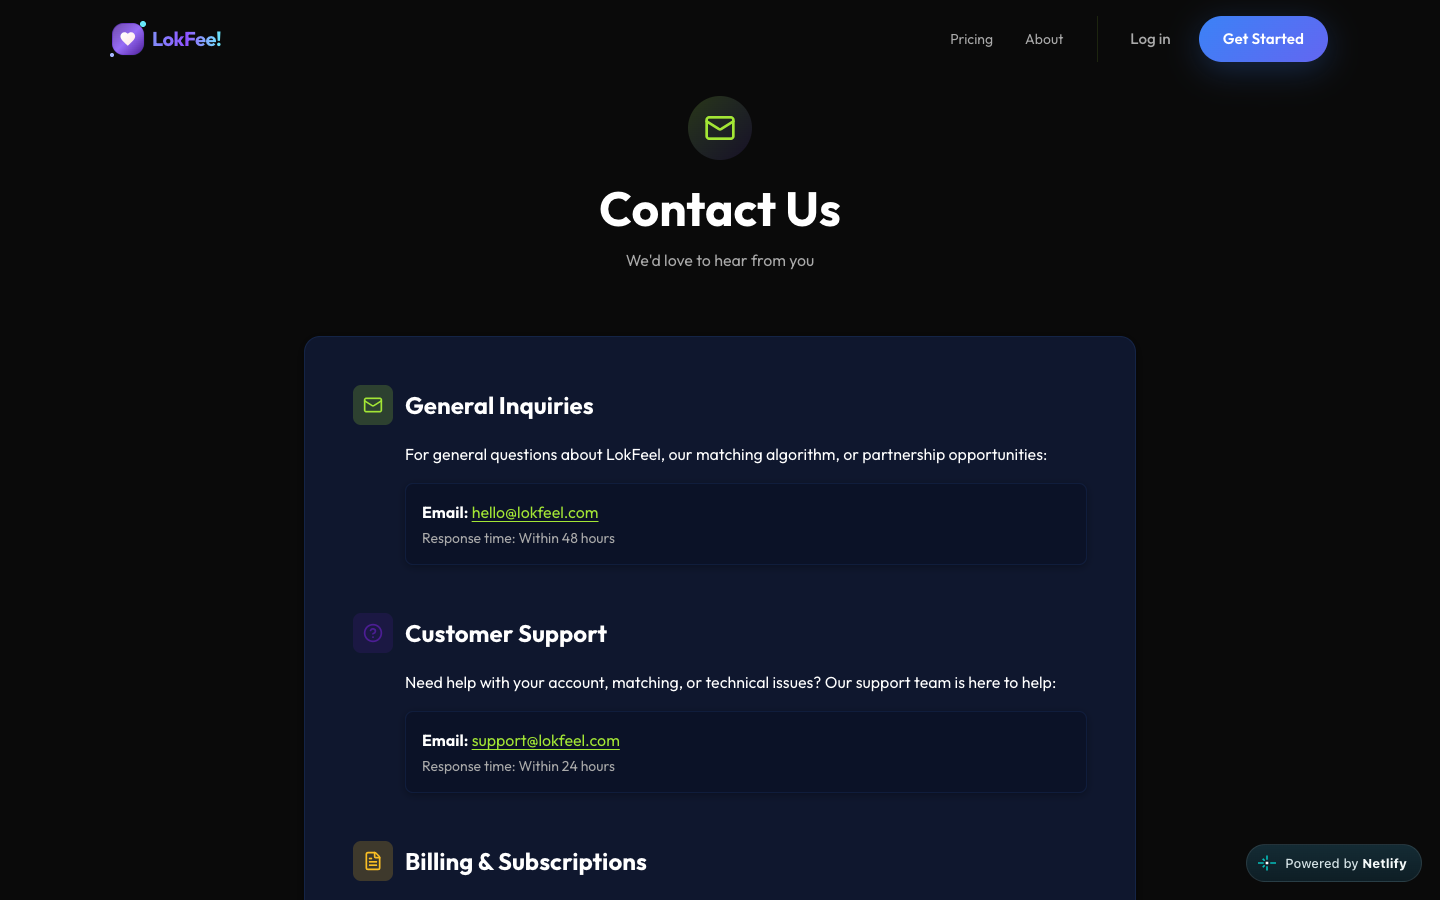 LokFee!
Pricing
About
Log in
Get Started
Contact Us
We'd love to hear from you
General Inquiries
For general questions about LokFeel, our matching algorithm, or partnership opportunities:
Email: hello@lokfeel.com
Response time: Within 48 hours
Customer Support
Need help with your account, matching, or technical issues? Our support team is here to help:
Email: support@lokfeel.com
Response time: Within 24 hours
Billing & Subscriptions
Powered by Netlify